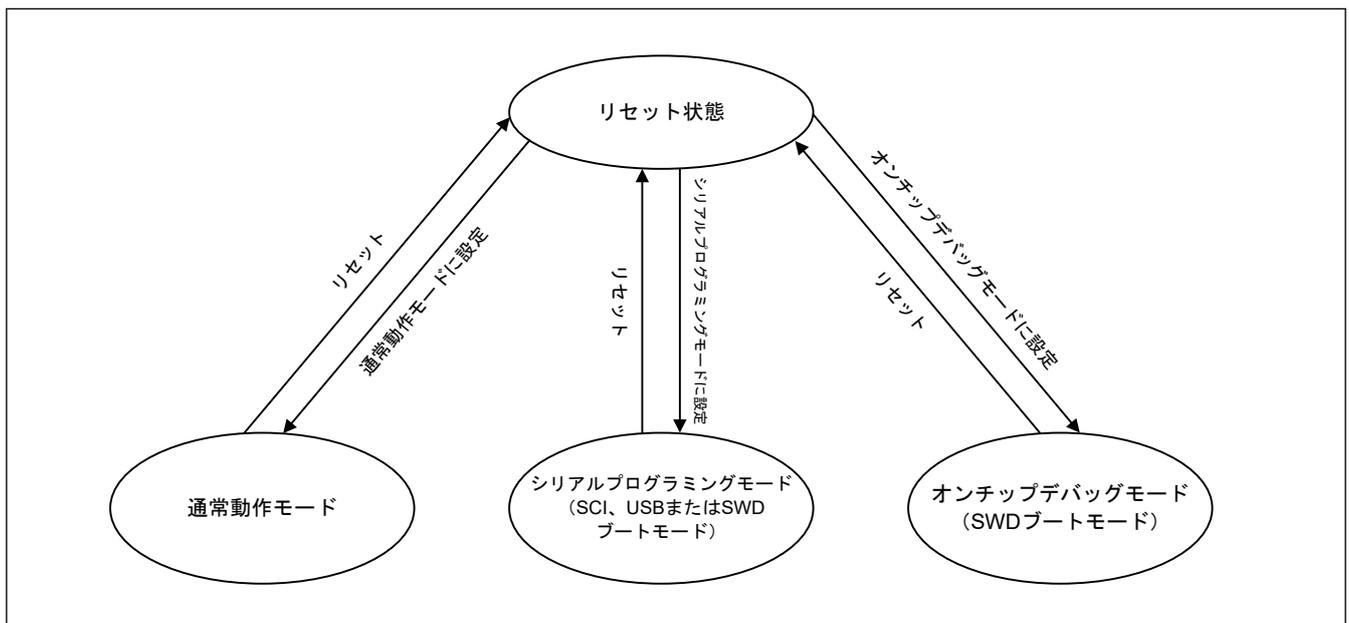 リセット状態
リセット
通常動作モードに設定
リセット
シリアルプログラミングモードに設定
リセット
オンチップデバッグモードに設定
通常動作モード
シリアルプログラミングモード
（SCI、USBまたはSWD
ブートモード）
オンチップデバッグモード
（SWDブートモード）